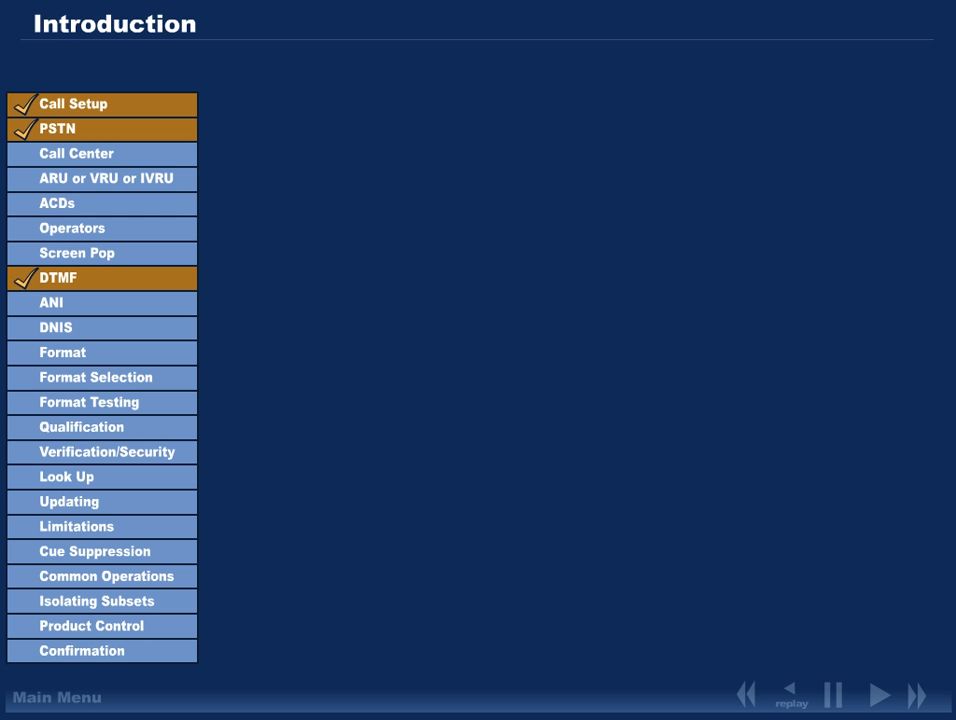 Introduction
Call Setup
PSTN
Call Center
ARU or VRU or IVRU
ACDs
Operators
Screen Pop
DTMF
ANI
DNIS
Format
Format Selection
Format Testing
Qualification
Verification/Security
Look Up
Updating
Limitations
Cue Suppression
Common Operations
Isolating Subsets
Product Control
Confirmation
Main Menu
replay